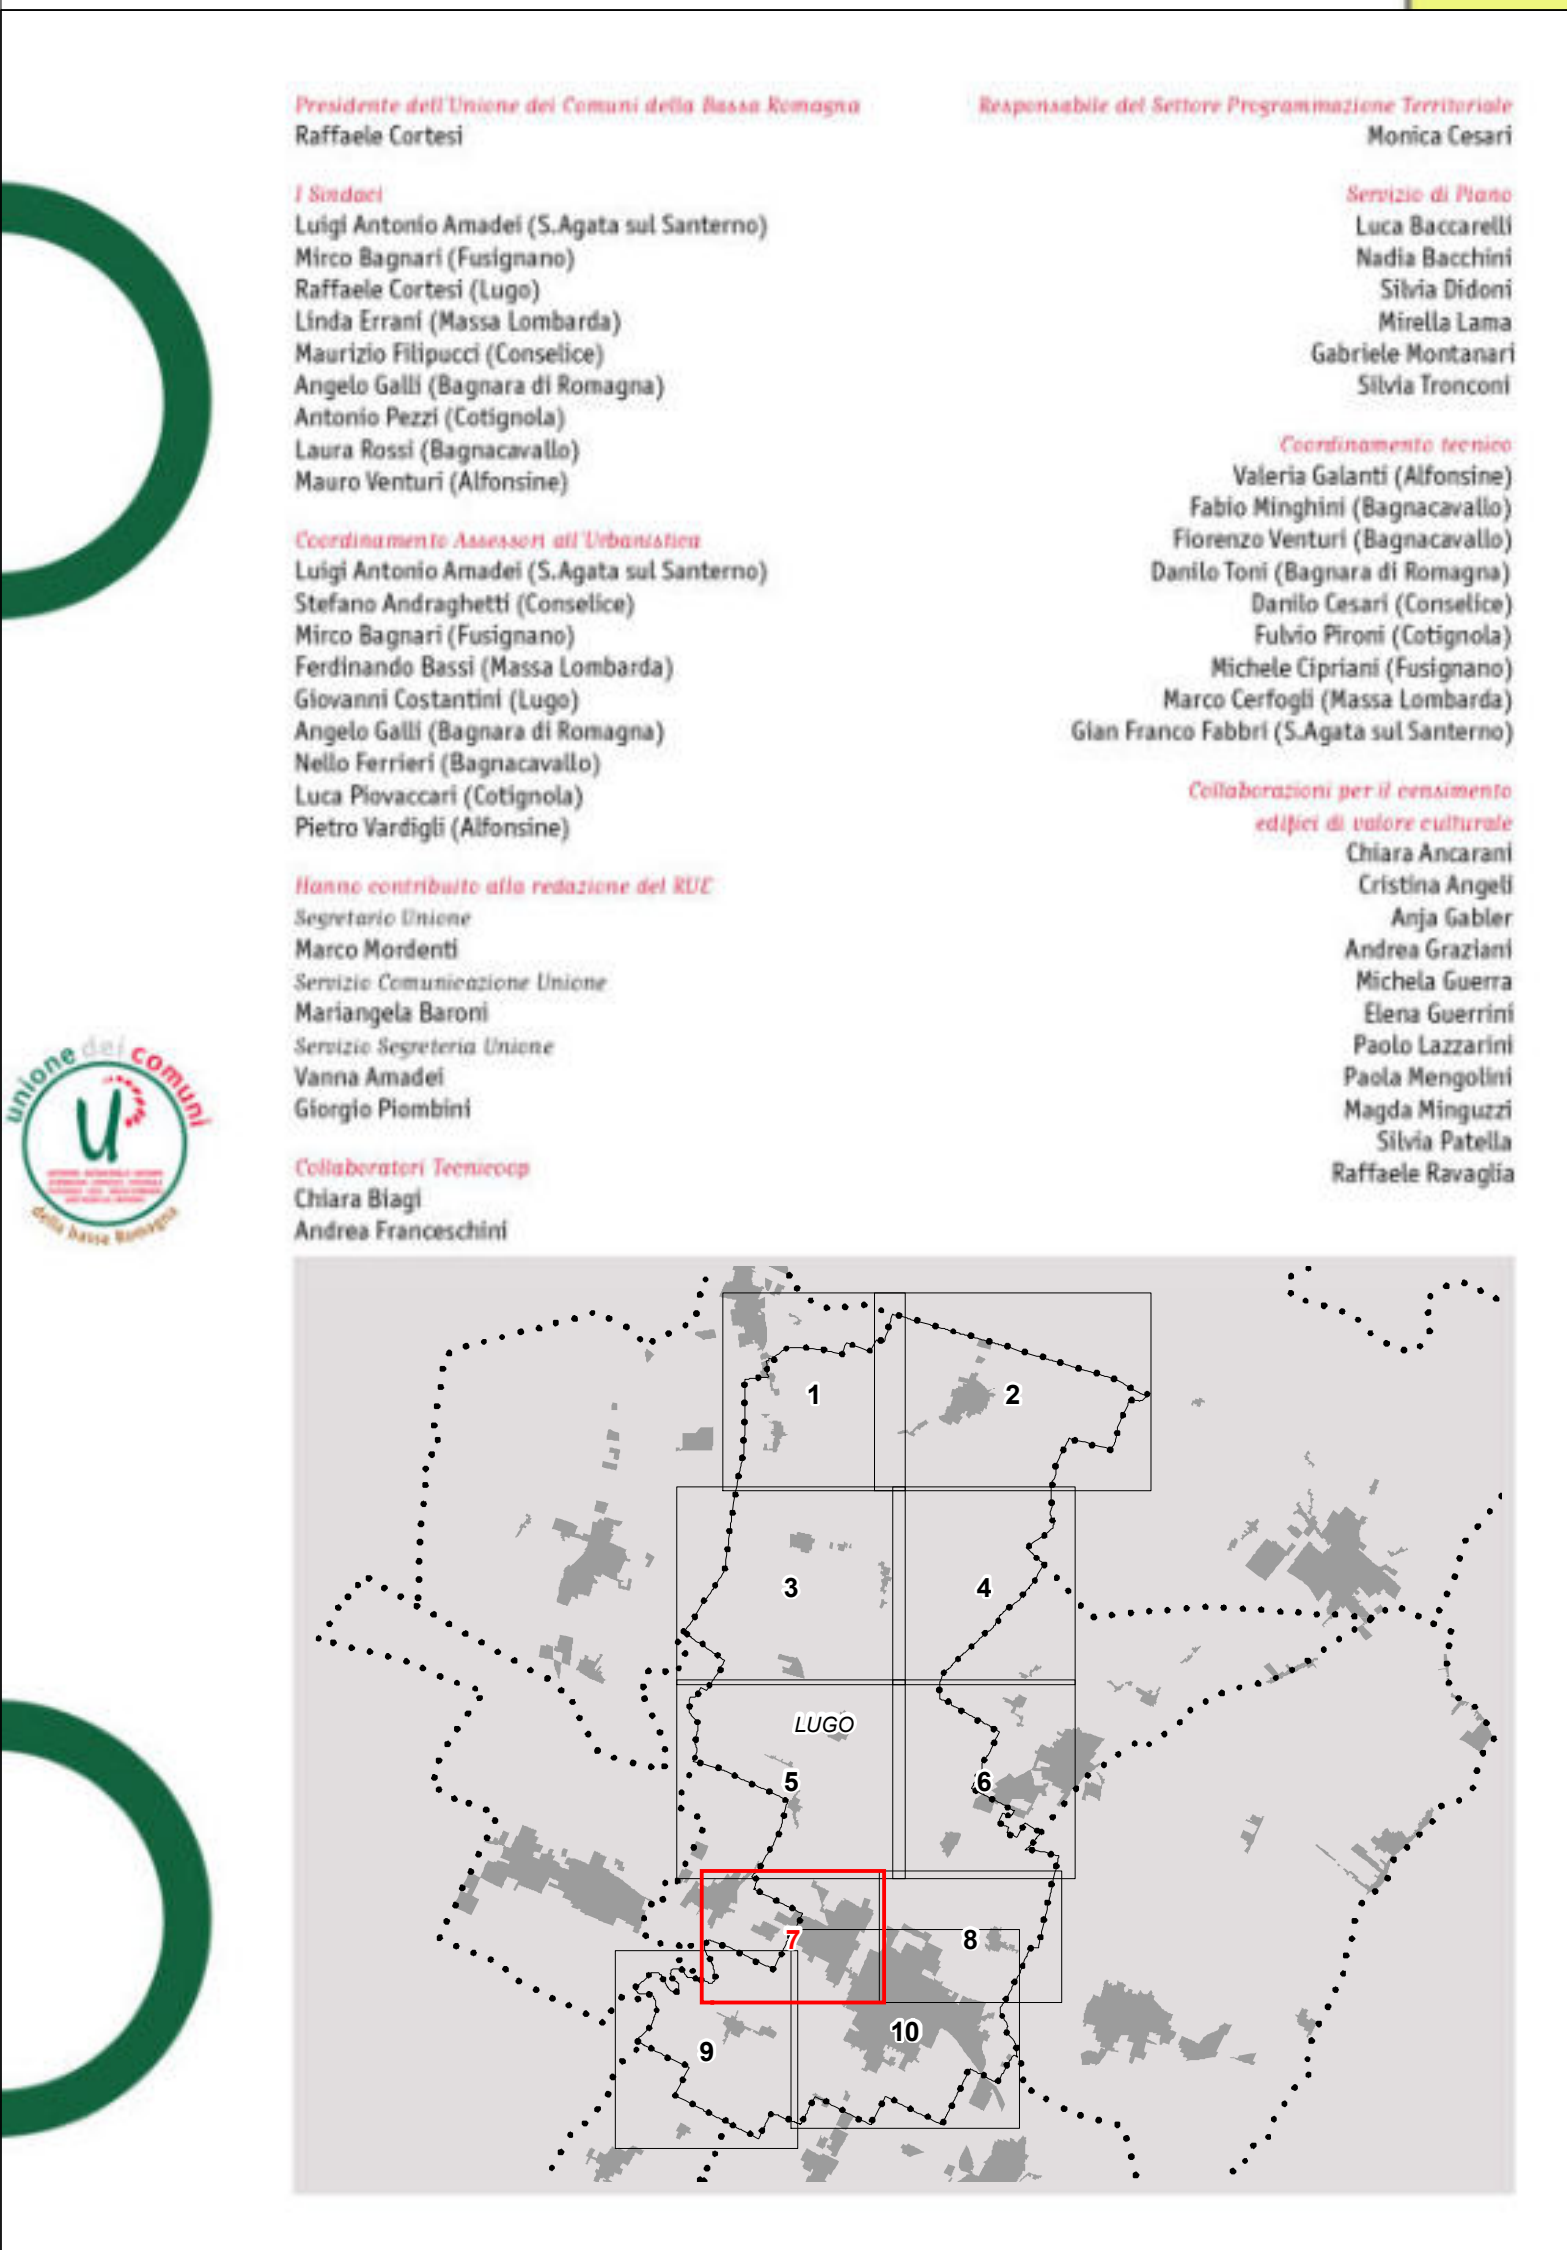 Presidente dell'Unione dei Comuni della Bassa Romagna
Raffaele Cortesi
I Sindaci
Luigi Antonio Amadei (S.Agata sul Santerno)
Mirco Bagnari (Fusignano)
Raffaele Cortesi (Lugo)
Linda Errani (Massa Lombarda)
Maurizio Filipucci (Conselice)
Angelo Galli (Bagnara di Romagna)
Antonio Pezzi (Cotignola)
Laura Rossi (Bagnacavallo)
Mauro Venturi (Alfonsine)
Coordinamento Assessori all'Urbanistica
Luigi Antonio Amadei (S.Agata sul Santerno)
Stefano Andraghetti (Conselice)
Mirco Bagnari (Fusignano)
Ferdinando Bassi (Massa Lombarda)
Giovanni Costantini (Lugo)
Angelo Galli (Bagnara di Romagna)
Nello Ferrieri (Bagnacavallo)
Luca Piovaccari (Cotignola)
Pietro Vardigli (Alfonsine)
Hanno contribuito alla redazione del RUE
Segretario Unione
Marco Mordenti
Servizio Comunicazione Unione
Mariangela Baroni
Servizio Segreteria Unione
Vanna Amadei
Giorgio Piombini
Collaboratori Tecnicoop
Chiara Biagi
Andrea Franceschini
Responsabile del Settore Programmazione Territoriale
Monica Cesari
Servizio di Piano
Luca Baccarelli
Nadia Bacchini
Silvia Didoni
Mirella Lama
Gabriele Montanari
Silvia Tronconi
Coordinamento tecnico
Valeria Galanti (Alfonsine)
Fabio Minghini (Bagnacavallo)
Fiorenzo Venturi (Bagnacavallo)
Danilo Toni (Bagnara di Romagna)
Danilo Cesari (Conselice)
Fulvio Pironi (Cotignola)
Michele Cipriani (Fusignano)
Marco Cerfogli (Massa Lombarda)
Gian Franco Fabbri (S.Agata sul Santerno)
Collaborazioni per il censimento
edifici di valore culturale
Chiara Ancarani
Cristina Angeli
Anja Gabler
Andrea Graziani
Michela Guerra
Elena Guerrini
Paolo Lazzarini
Paola Mengolini
Magda Minguzzi
Silvia Patella
Raffaele Ravaglia
unione dei comuni
U
della bassa Romagna
1
2
3
4
LUGO
5
6
7
8
9
10